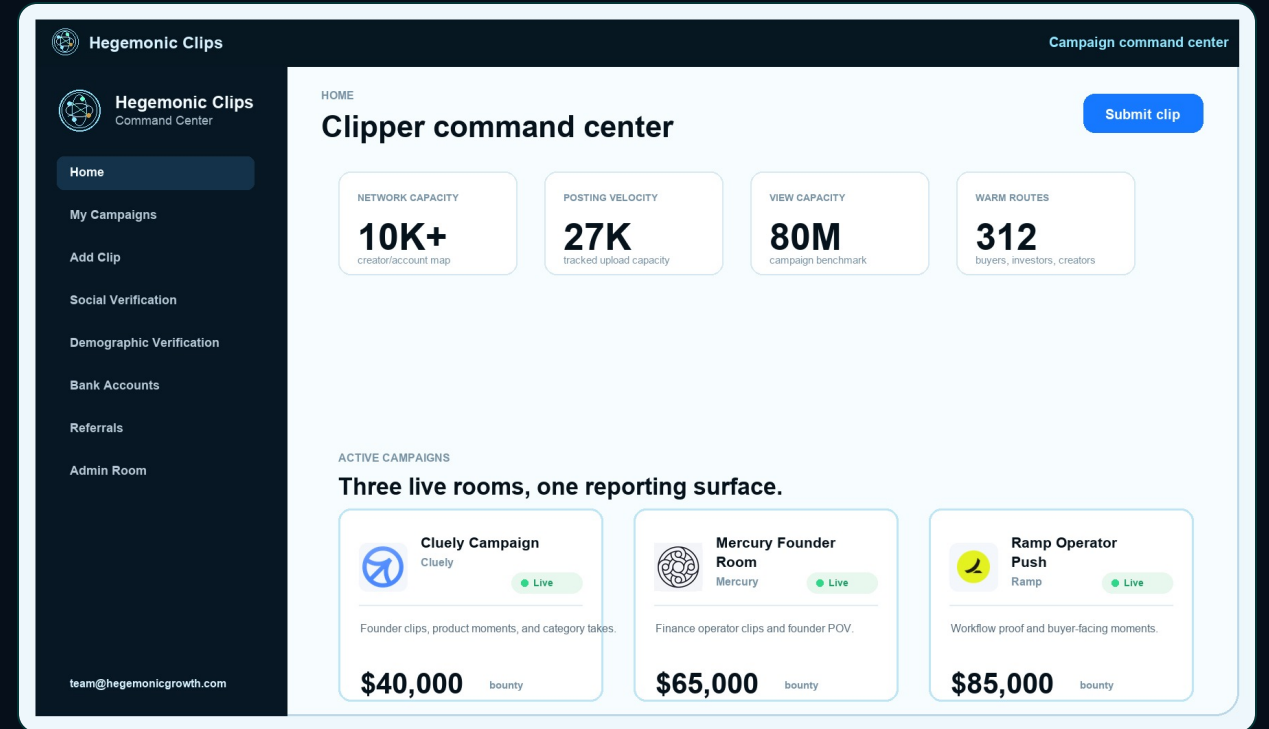 Hegemonic Clips
Campaign command center
Hegemonic Clips
Command Center
Home
My Campaigns
Add Clip
Social Verification
Demographic Verification
Bank Accounts
Referrals
Admin Room
team@hegemonicgrowth.com
HOME
Clipper command center
Submit clip
NETWORK CAPACITY
10K+
creator/account map
POSTING VELOCITY
27K
tracked upload capacity
VIEW CAPACITY
80M
campaign benchmark
WARM ROUTES
312
buyers, investors, creators
ACTIVE CAMPAIGNS
Three live rooms, one reporting surface.
Cluely Campaign
Cluely
Live
Founder clips, product moments, and category takes.
$40,000 bounty
Mercury Founder
Room
Mercury
Live
Finance operator clips and founder POV.
$65,000 bounty
Ramp Operator
Push
Ramp
Live
Workflow proof and buyer-facing moments.
$85,000 bounty